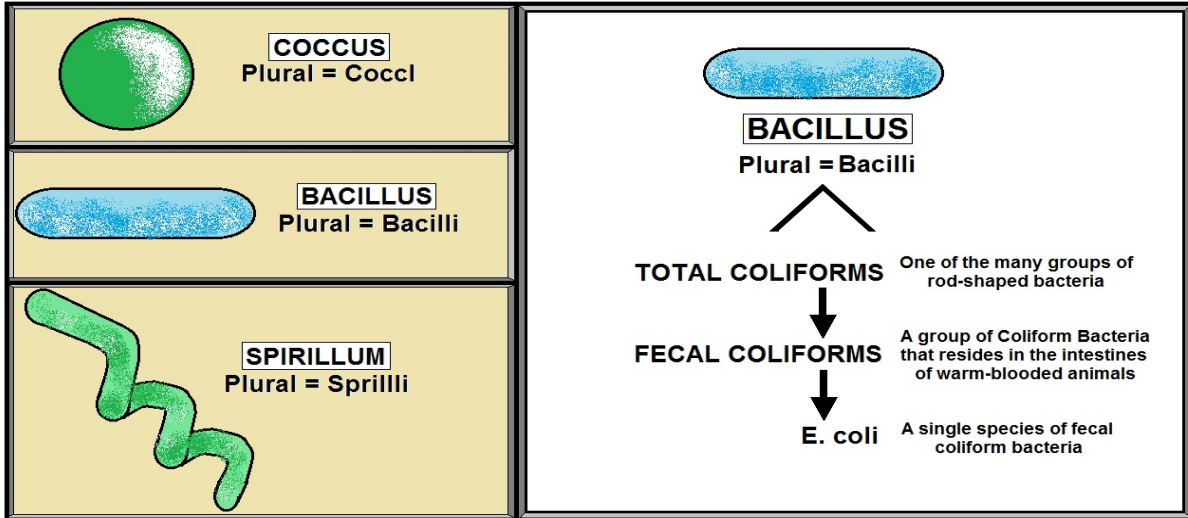 COCCUS
Plural = Coccl
BACILLUS
Plural = Bacilli
SPIRILLUM
Plural = Sprillli
BACILLUS
Plural = Bacilli
TOTAL COLIFORMS
One of the many groups of
rod-shaped bacteria
FECAL COLIFORMS
A group of Coliform Bacteria
that resides in the intestines
of warm-blooded animals
E. coli
A single species of fecal
coliform bacteria